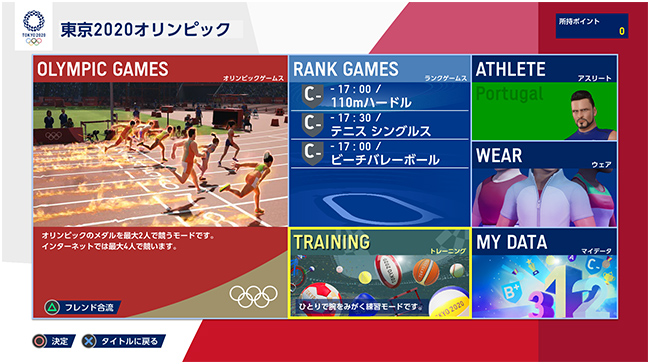 TOKYO 2020
東京2020オリンピック
所持ポイント
0
OLYMPIC GAMES
オリンピックゲームス
オリンピックのメダルを最大2人で競うモードです。
インターネットでは最大4人で競います。
フレンド合流
RANK GAMES
ランクゲームス
C- - 17:00 /
110mハードル
C- - 17:30 /
テニス シングルス
C- - 17:00 /
ビーチバレーボール
TRAINING
トレーニング
TOKYO 2020
ひとりで腕をみがく練習モードです。
ATHLETE
アスリート
Portugal
WEAR
ウェア
MY DATA
マイデータ
B+
C-
3 4 2
決定
タイトルに戻る